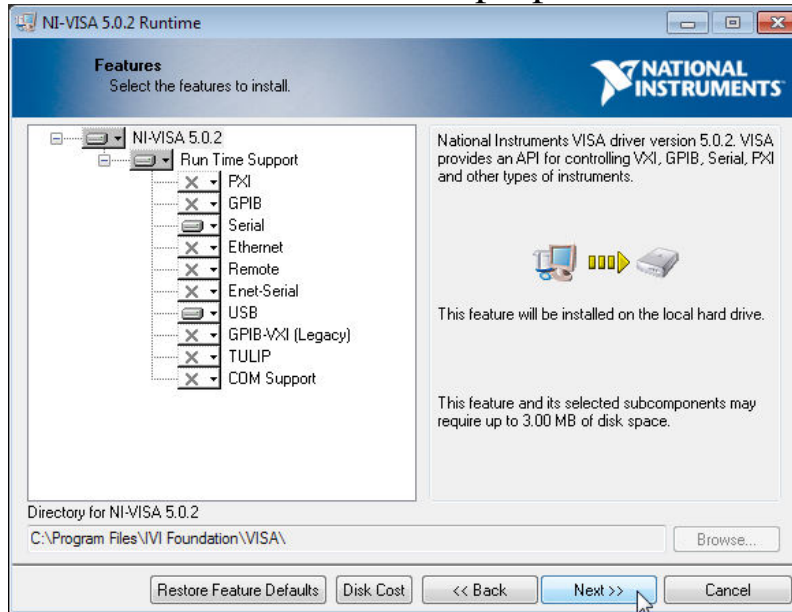 NI-VISA 5.0.2 Runtime
Features
Select the features to install.
NATIONAL
INSTRUMENTS
NI-VISA 5.0.2
Run Time Support
PXI
GPIB
Serial
Ethernet
Remote
Enet-Serial
USB
GPIB-VXI (Legacy)
TULIP
COM Support
National Instruments VISA driver version 5.0.2. VISA
provides an API for controlling VXI, GPIB, Serial, PXI
and other types of instruments.
This feature will be installed on the local hard drive.
This feature and its selected subcomponents may
require up to 3.00 MB of disk space.
Directory for NI-VISA 5.0.2
C:\Program Files\IVI Foundation\VISA\
Browse...
Restore Feature Defaults
Disk Cost
<< Back
Next >>
Cancel